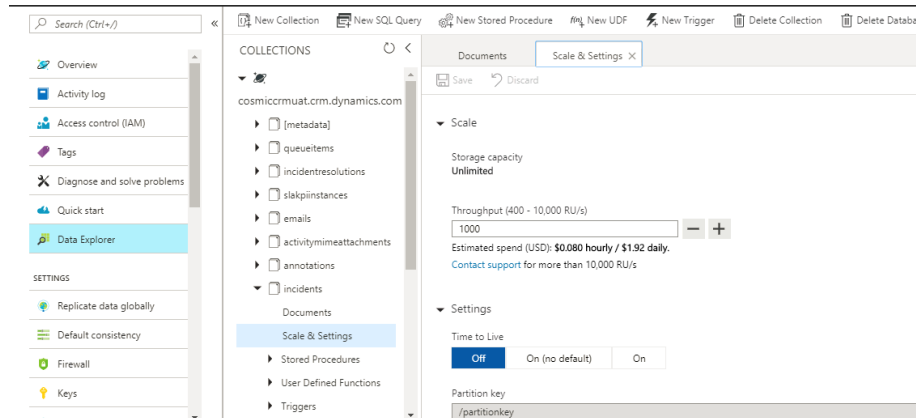 Search (Ctrl+/)
Overview
Activity log
Access control (IAM)
Tags
Diagnose and solve problems
Quick start
Data Explorer
SETTINGS
Replicate data globally
Default consistency
Firewall
Keys
New Collection New SQL Query New Stored Procedure New UDF New Trigger Delete Collection Delete Databa
COLLECTIONS
cosmiccrmuat.crm.dynamics.com
[metadata]
queueitems
incidentresolutions
slakpiinstances
emails
activitymimeattachments
annotations
incidents
Documents
Scale & Settings
Stored Procedures
User Defined Functions
Triggers
Documents Scale & Settings
Save Discard
Scale
Storage capacity
Unlimited
Throughput (400 - 10,000 RU/s)
1000
Estimated spend (USD): $0.080 hourly / $1.92 daily.
Contact support for more than 10,000 RU/s
Settings
Time to Live
Off On (no default) On
Partition key
/partitionkey